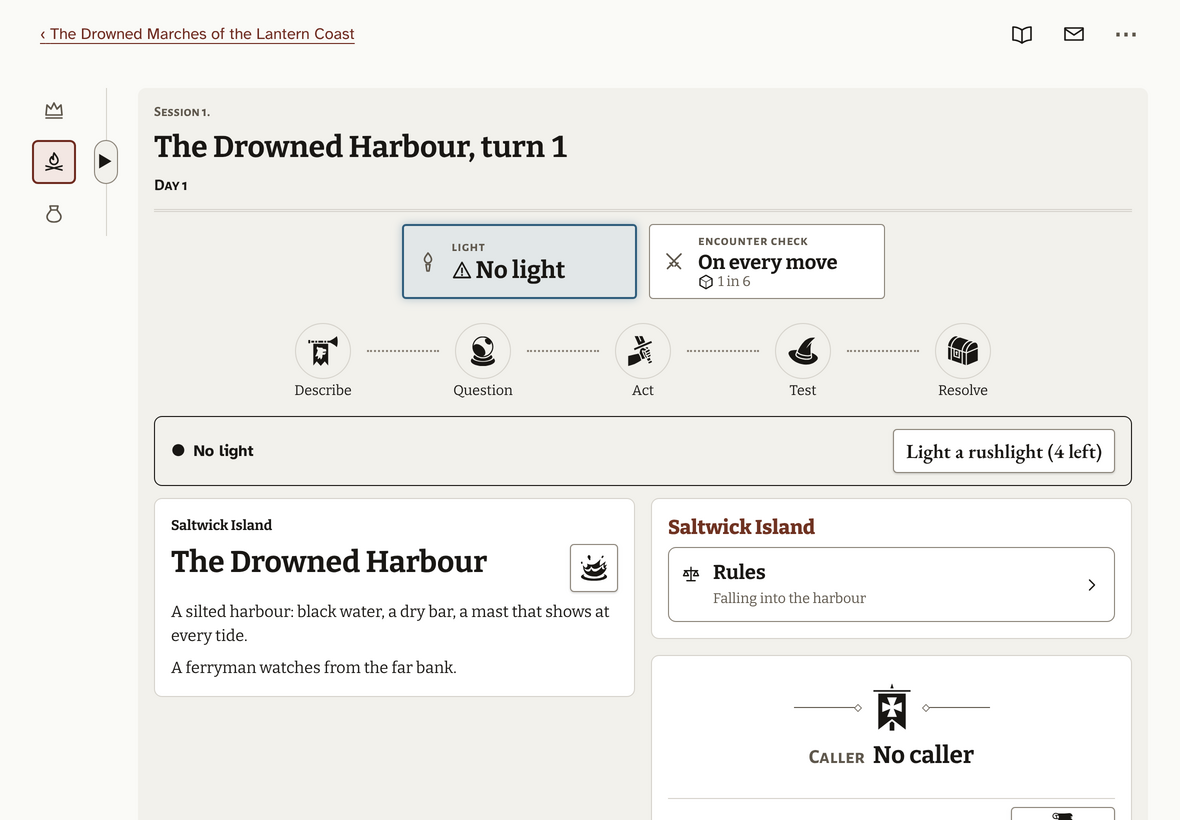 ‹ The Drowned Marches of the Lantern Coast
Session 1.
The Drowned Harbour, turn 1
Day 1
LIGHT
No light
ENCOUNTER CHECK
On every move
1 in 6
Describe
Question
Act
Test
Resolve
No light
Light a rushlight (4 left)
Saltwick Island
The Drowned Harbour
A silted harbour: black water, a dry bar, a mast that shows at
every tide.
A ferryman watches from the far bank.
Saltwick Island
Rules
Falling into the harbour
Caller No caller